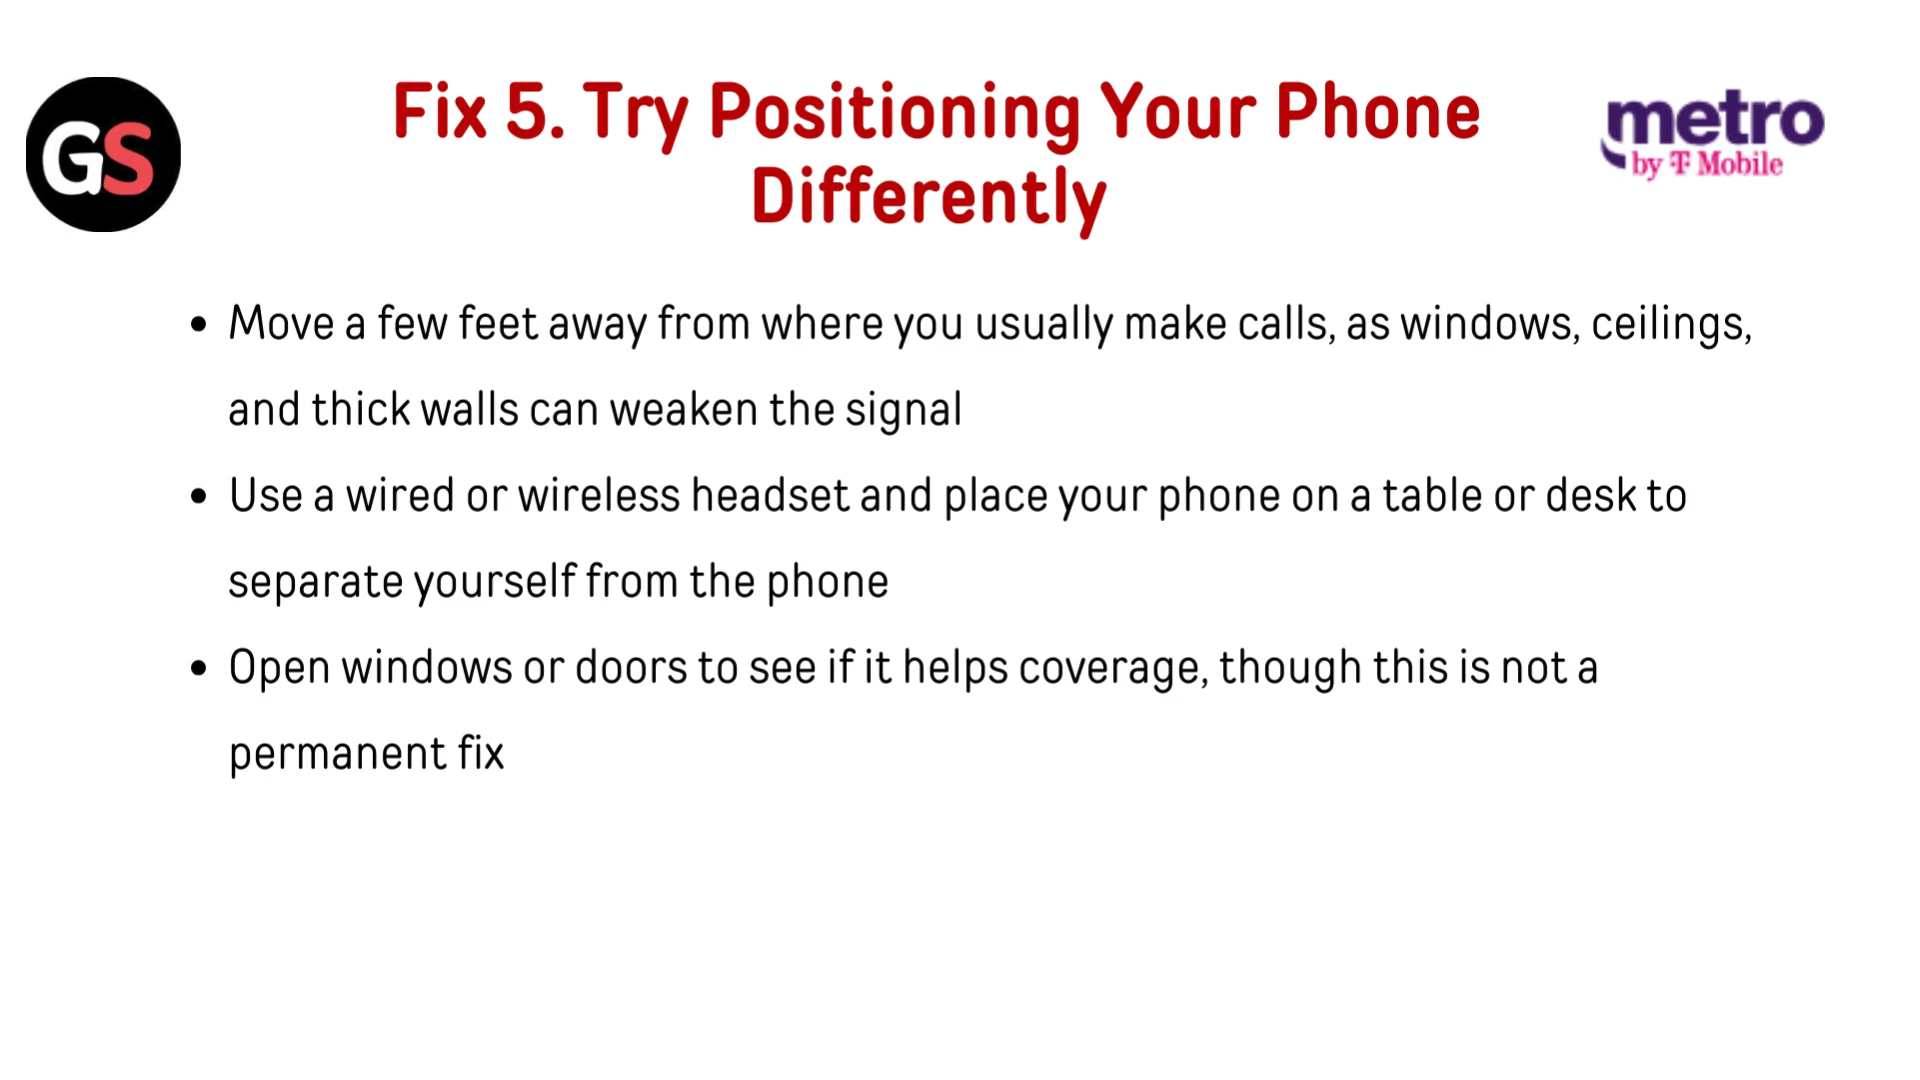 GS
Fix 5. Try Positioning Your Phone
Differently
metro
by T Mobile
• Move a few feet away from where you usually make calls, as windows, ceilings,
and thick walls can weaken the signal
• Use a wired or wireless headset and place your phone on a table or desk to
separate yourself from the phone
• Open windows or doors to see if it helps coverage, though this is not a
permanent fix